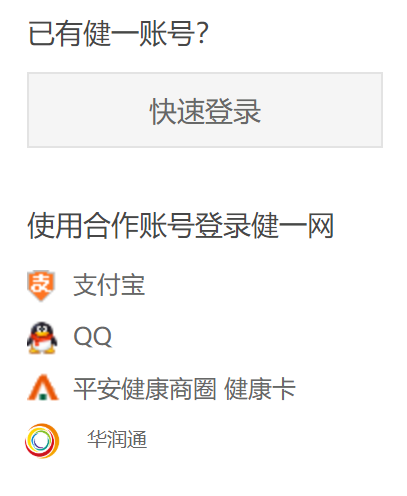 已有健一账号？
快速登录
使用合作账号登录健一网
支
支付宝
QQ
平安健康商圈 健康卡
华润通